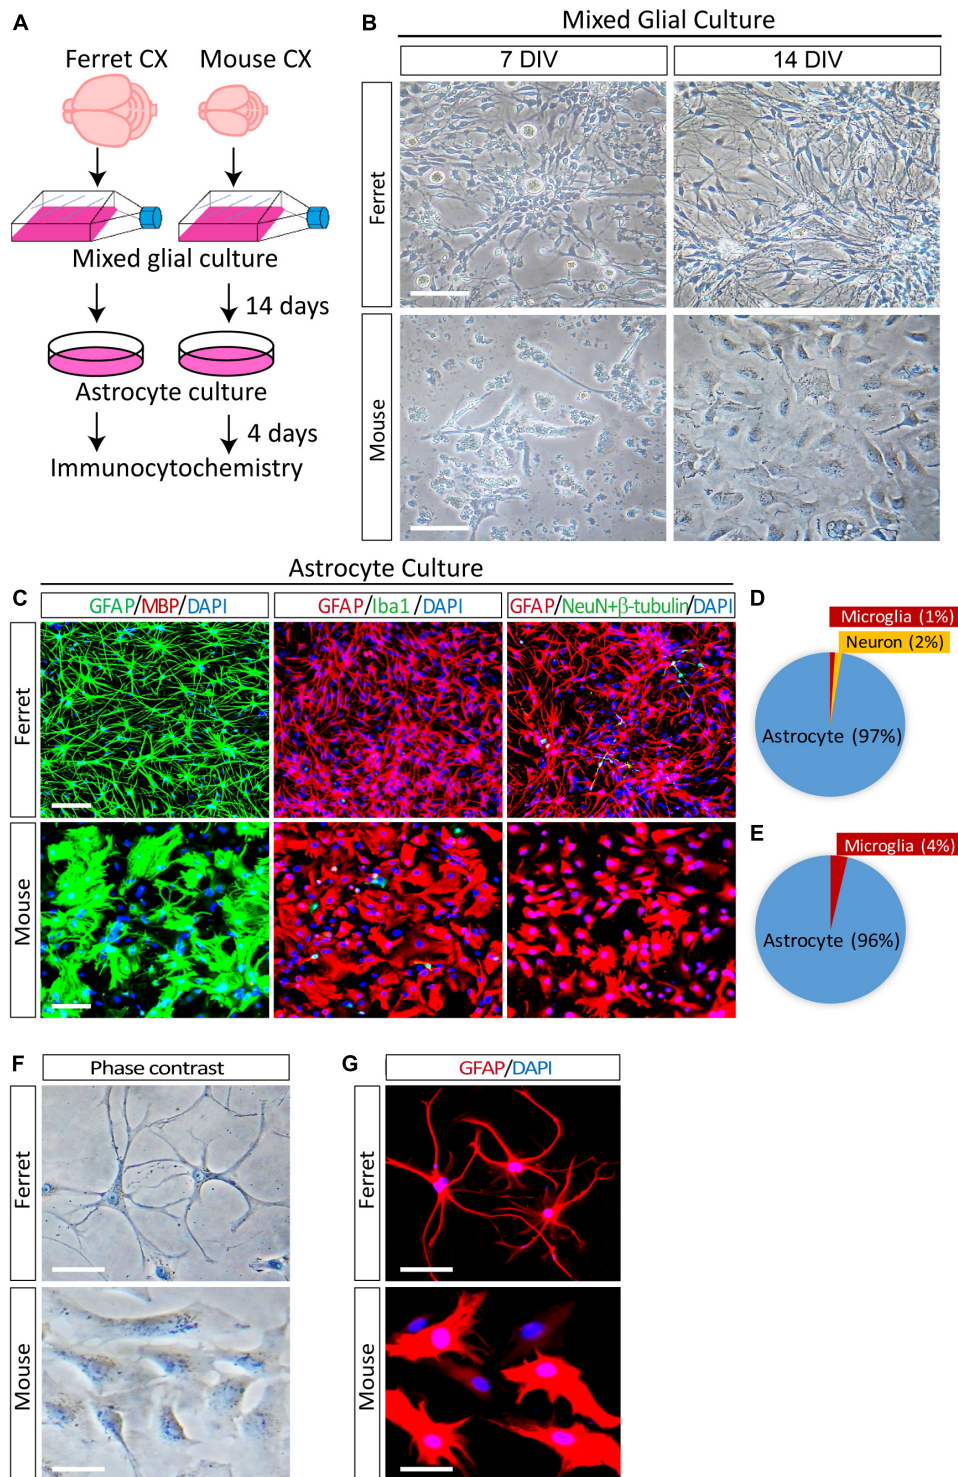 A
Ferret CX
Mouse CX
Mixed glial culture
14 days
Astrocyte culture
4 days
Immunocytochemistry
B
Mixed Glial Culture
7 DIV
14 DIV
Ferret
Mouse
Astrocyte Culture
C
GFAP/MBP/DAPI
GFAP/Iba1 /DAPI
GFAP/NeuN+β-tubulin/DAPI
Ferret
Mouse
D
Microglia (1%)
Neuron (2%)
Astrocyte (97%)
E
Microglia (4%)
Astrocyte (96%)
F
Phase contrast
Ferret
Mouse
G
GFAP/DAPI
Ferret
Mouse